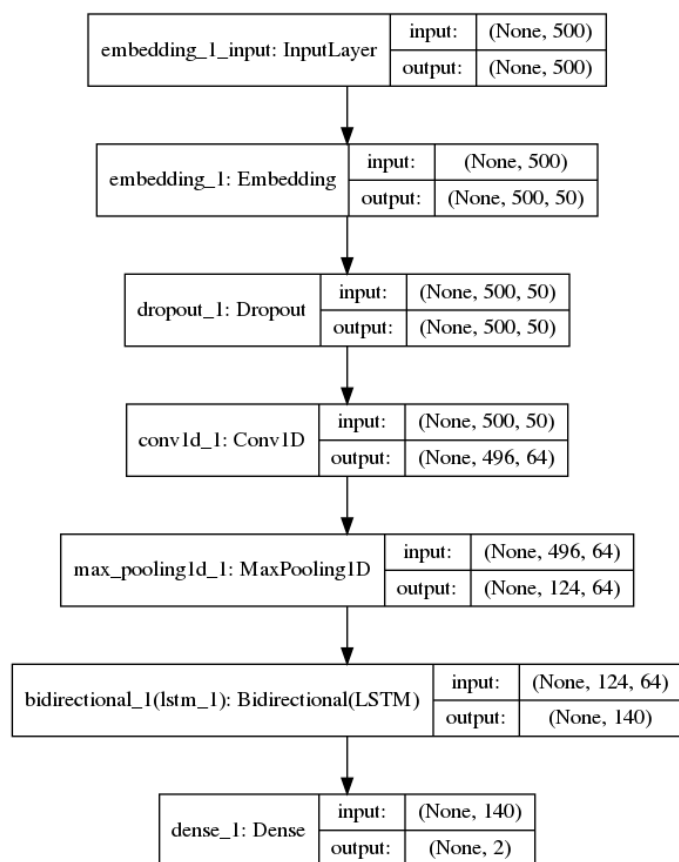 embedding_1_input: InputLayer
input:
(None, 500)
output:
(None, 500)
embedding_1: Embedding
input:
(None, 500)
output:
(None, 500, 50)
dropout_1: Dropout
input:
(None, 500, 50)
output:
(None, 500, 50)
conv1d_1: Conv1D
input:
(None, 500, 50)
output:
(None, 496, 64)
max_pooling1d_1: MaxPooling1D
input:
(None, 496, 64)
output:
(None, 124, 64)
bidirectional_1(lstm_1): Bidirectional(LSTM)
input:
(None, 124, 64)
output:
(None, 140)
dense_1: Dense
input:
(None, 140)
output:
(None, 2)